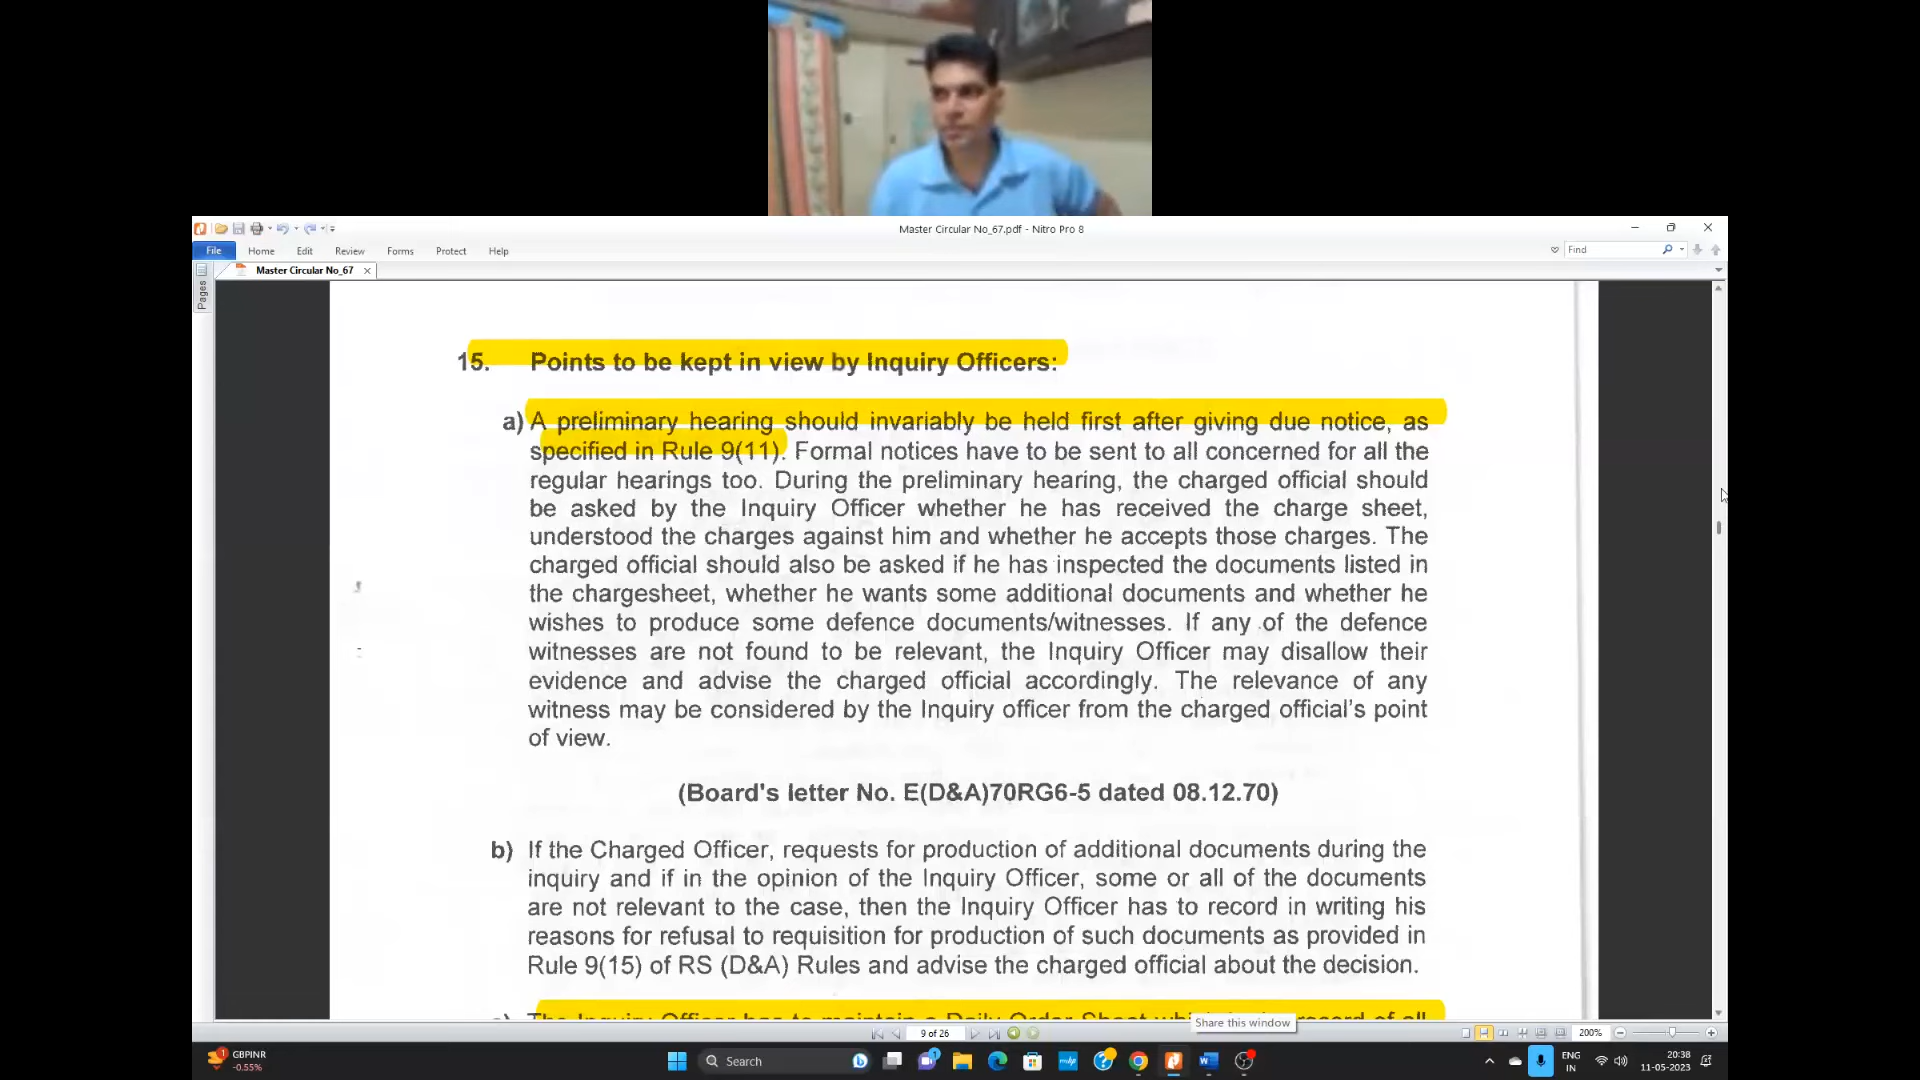 Master Circular No_67.pdf - Nitro Pro 8
File Home Edit Review Forms Protect Help
Find
Master Circular No_67
Pages
15. Points to be kept in view by Inquiry Officers:
a) A preliminary hearing should invariably be held first after giving due notice, as
specified in Rule 9(11). Formal notices have to be sent to all concerned for all the
regular hearings too. During the preliminary hearing, the charged official should
be asked by the Inquiry Officer whether he has received the charge sheet,
understood the charges against him and whether he accepts those charges. The
charged official should also be asked if he has inspected the documents listed in
the chargesheet, whether he wants some additional documents and whether he
wishes to produce some defence documents/witnesses. If any of the defence
witnesses are not found to be relevant, the Inquiry Officer may disallow their
evidence and advise the charged official accordingly. The relevance of any
witness may be considered by the Inquiry officer from the charged official's point
of view.
(Board's letter No. E(D&A)70RG6-5 dated 08.12.70)
b) If the Charged Officer, requests for production of additional documents during the
inquiry and if in the opinion of the Inquiry Officer, some or all of the documents
are not relevant to the case, then the Inquiry Officer has to record in writing his
reasons for refusal to requisition for production of such documents as provided in
Rule 9(15) of RS (D&A) Rules and advise the charged official about the decision.
The Inquiry Officer has to maintain a Daily Order Sheet record of all
Share this window
9 of 26
200%
GBPINR
-0.55%
Search
ENG
IN
20:38
11-05-2023